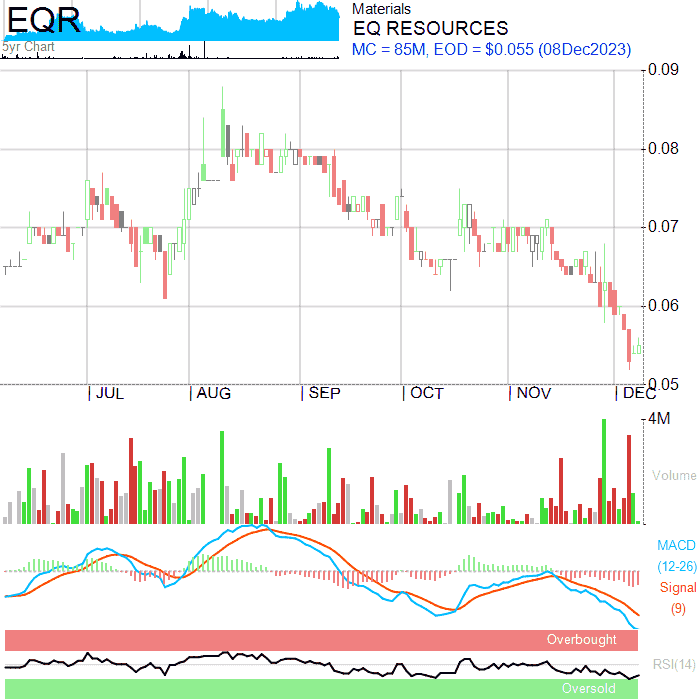 EQR
5yr Chart
Materials
EQ RESOURCES
MC = 85M, EOD = $0.055 (08Dec2023)
0.09
0.08
0.07
0.06
0.05
JUL AUG SEP OCT NOV DEC
4M
Volume
MACD
(12-26)
Signal
(9)
Overbought
RSI(14)
Oversold